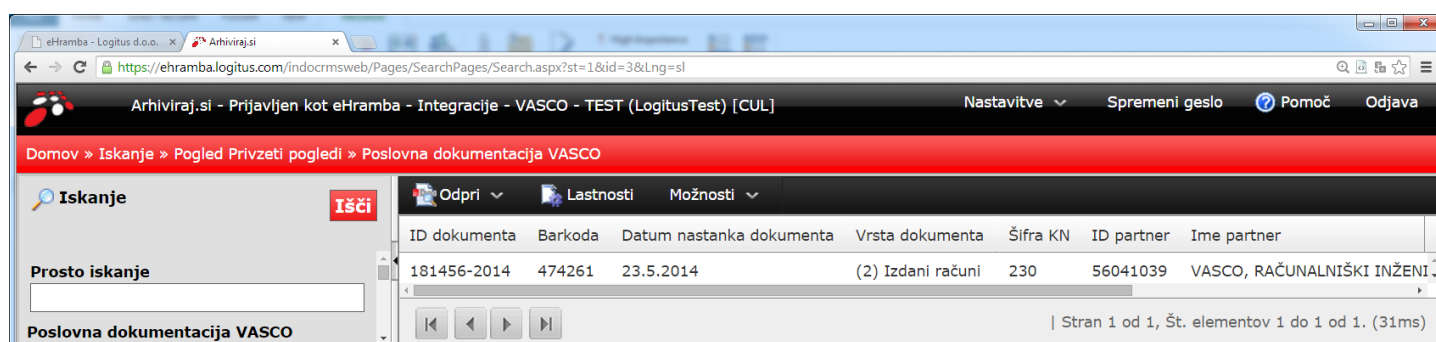 eHramba - Logitus d.o.o. x Arhiviraj.si x
https://ehramba.logitus.com/indocrmsweb/Pages/SearchPages/Search.aspx?st=1&id=3&Lng=sl
Arhiviraj.si - Prijavljen kot eHramba - Integracije - VASCO - TEST (LogitusTest) [CUL] Nastavitve Spremeni geslo Pomoč Odjava
Domov » Iskanje » Pogled Privzeti pogledi » Poslovna dokumentacija VASCO
Iskanje Išči Odpri Lastnosti Možnosti
ID dokumenta Barkoda Datum nastanka dokumenta Vrsta dokumenta Šifra KN ID partner Ime partner
Prosto iskanje 181456-2014 474261 23.5.2014 (2) Izdani računi 230 56041039 VASCO, RAČUNALNIŠKI INŽENI
Poslovna dokumentacija VASCO | Stran 1 od 1, Št. elementov 1 do 1 od 1. (31ms)